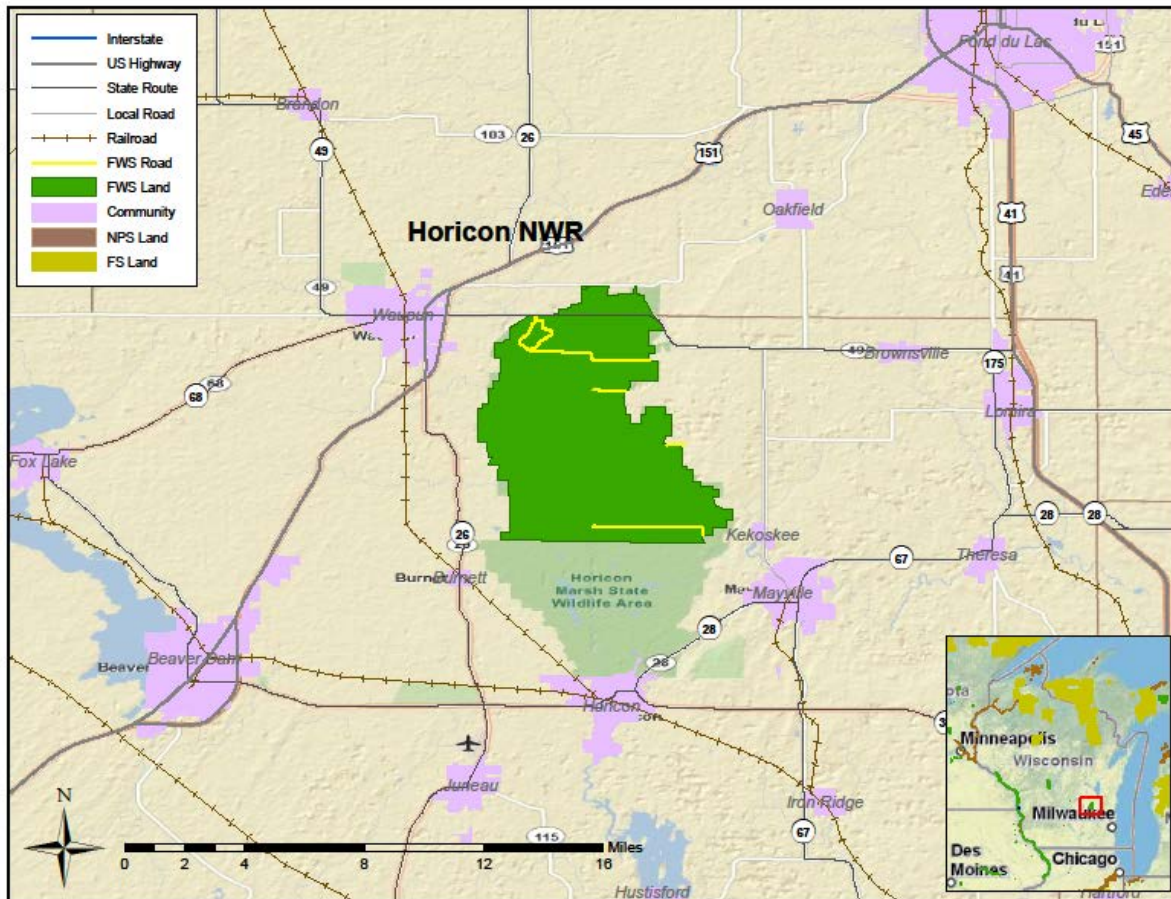 Interstate
US Highway
State Route
Local Road
Railroad
FWS Road
FWS Land
Community
NPS Land
FS Land
Fond du Lac
151
Brandon
103
26
45
49
151
Eden
Oakfield
41
Horicon NWR
41
49
Waupun
49
Brownsville
175
68
68
Lomira
Fox Lake
28
28
26
Kekoskee
67
Theresa
Burnett
Horicon
Marsh State
Wildlife Area
Mayville
28
28
Beaver Dam
Beaver
Horicon
Juneau
Iron Ridge
67
115
N
0 2 4 8 12 16 Miles
Hustisford
Hartford
Minneapolis
Wisconsin
Milwaukee
Des
Moines
Chicago